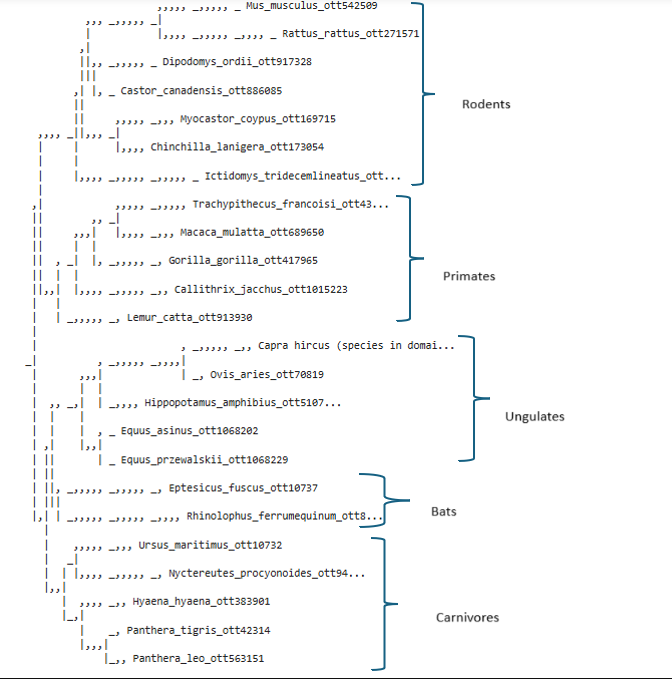 Mus_musculus_ott542509
Rattus_rattus_ott271571
Dipodomys_ordii_ott917328
Castor_canadensis_ott886085
Rodents
Myocastor_coypus_ott169715
Chinchilla_lanigera_ott173054
Ictidomys_tridecemlineatus_ott...
Trachypithecus_francoisi_ott43...
Macaca_mulatta_ott689650
Gorilla_gorilla_ott417965
Primates
Callithrix_jacchus_ott1015223
Lemur_catta_ott913930
Capra hircus (species in domai...
Ovis_aries_ott70819
Hippopotamus_amphibius_ott5107...
Ungulates
Equus_asinus_ott1068202
Equus_przewalskii_ott1068229
Eptesicus_fuscus_ott10737
Bats
Rhinolophus_ferrumequinum_ott8...
Ursus_maritimus_ott10732
Nyctereutes_procyonoides_ott94...
Hyaena_hyaena_ott383901
Carnivores
Panthera_tigris_ott42314
Panthera_leo_ott563151